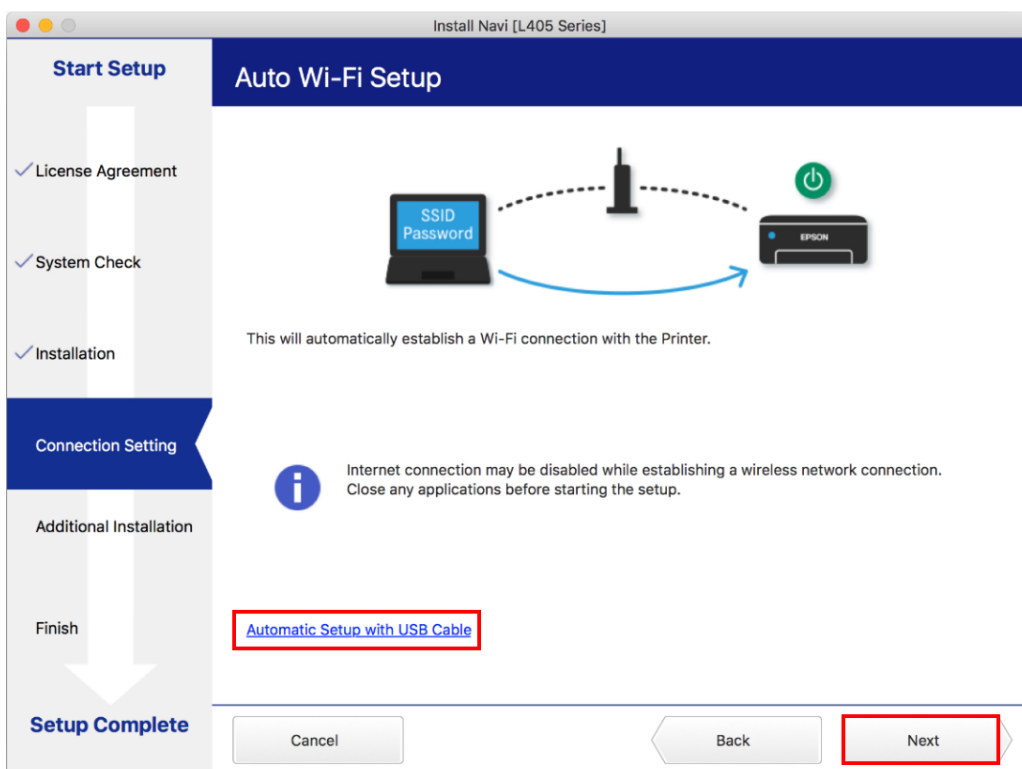 Install Navi [L405 Series]
Start Setup
License Agreement
System Check
Installation
Connection Setting
Additional Installation
Finish
Setup Complete
Auto Wi-Fi Setup
SSID
Password
EPSON
This will automatically establish a Wi-Fi connection with the Printer.
Internet connection may be disabled while establishing a wireless network connection.
Close any applications before starting the setup.
Automatic Setup with USB Cable
Cancel
Back
Next